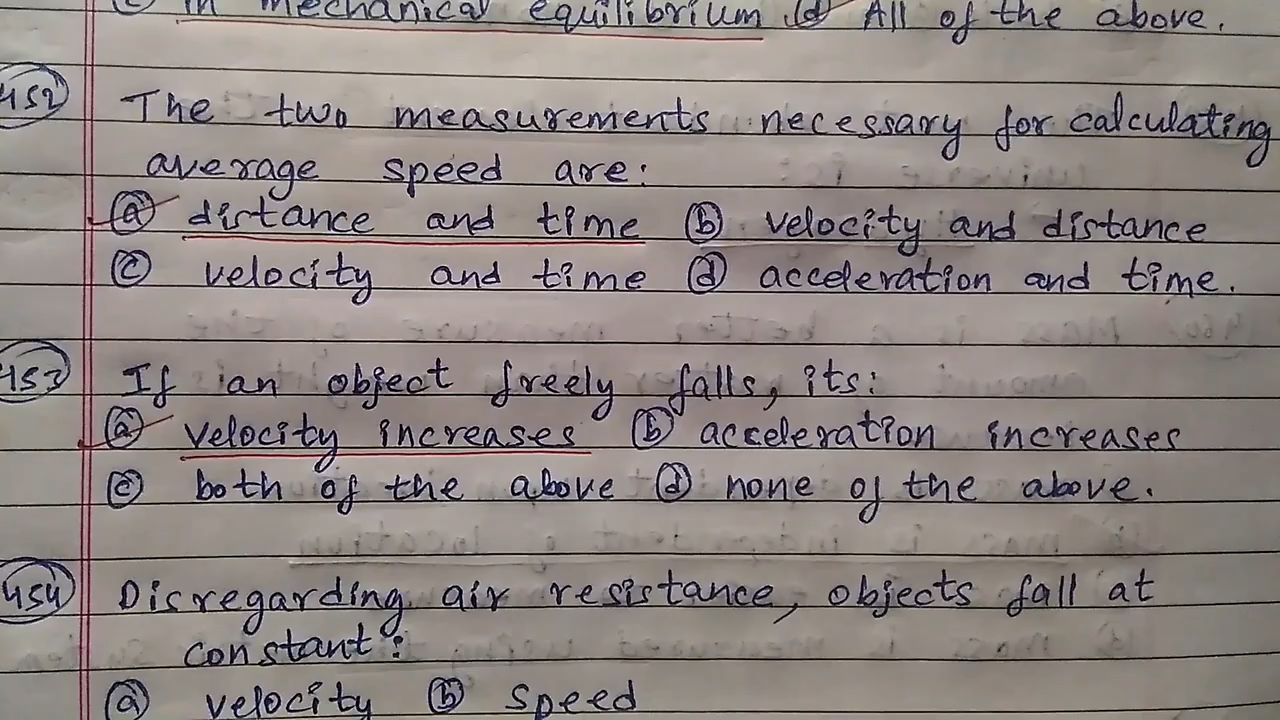 (c) in mechanical equilibrium (d) All of the above.
452 The two measurements necessary for calculating
average speed are:
(a) distance and time (b) velocity and distance
(c) velocity and time (d) acceleration and time.
453 If an object freely falls, its:
(a) velocity increases (b) acceleration increases
(c) both of the above (d) none of the above.
454 Disregarding air resistance, objects fall at
constant:
(a) velocity (b) speed